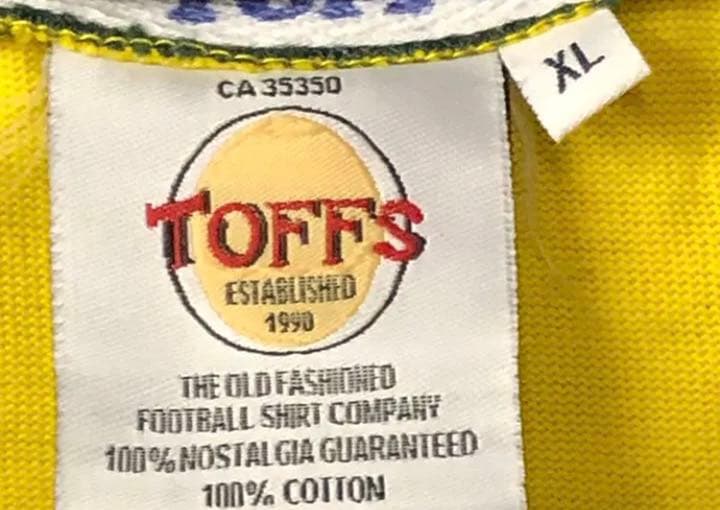 CA 35350
XL
TOFFS
ESTABLISHED
1990
THE OLD FASHIONED
FOOTBALL SHIRT COMPANY
100% NOSTALGIA GUARANTEED
100% COTTON